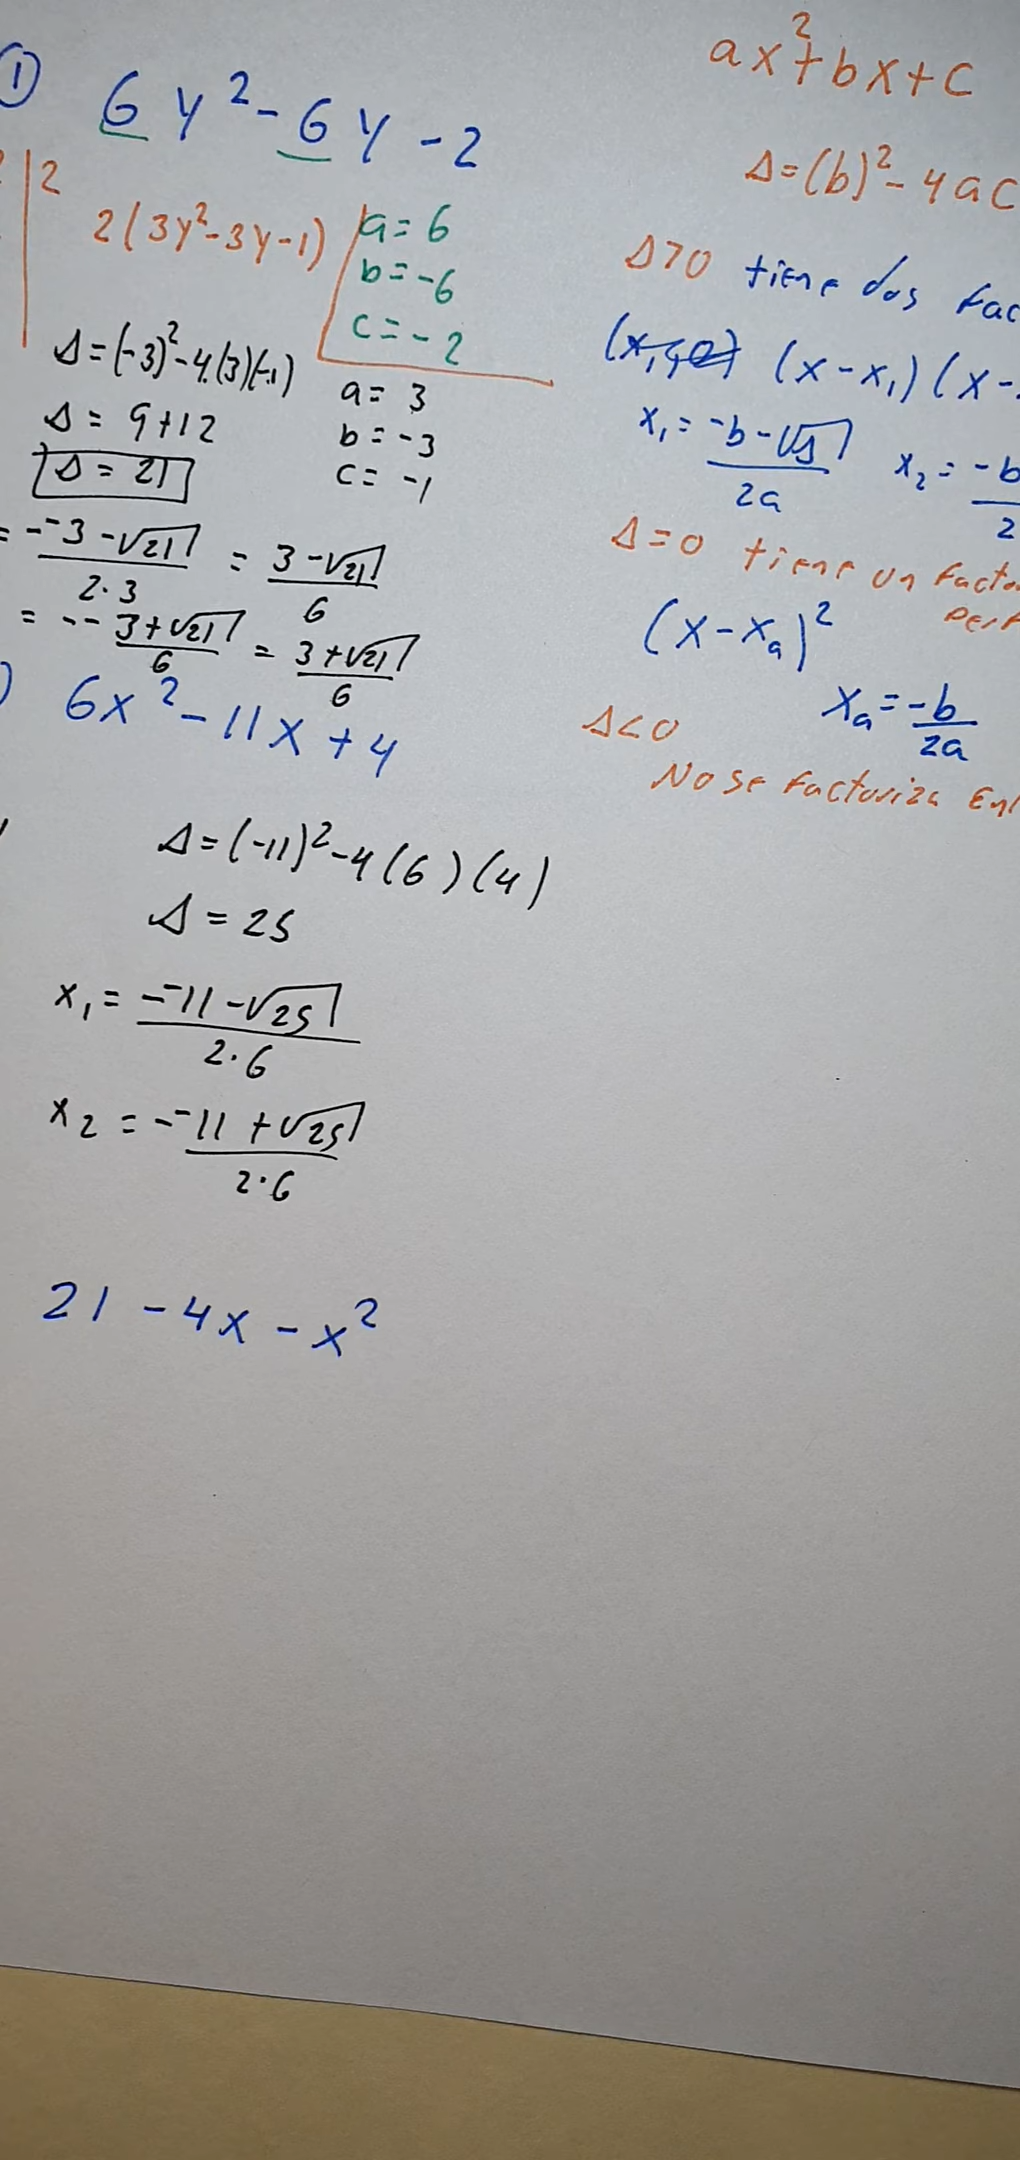 ① 6y² - 6y - 2
2
2(3y² - 3y - 1)
a = 6
b = -6
c = -2
Δ = (-3)² - 4.(3)(-1)
Δ = 9 + 12
Δ = 21
a = 3
b = -3
c = -1
= (--3 - √21)/(2·3) = (3 - √21)/6
= --(3 + √21)/6 = (3 + √21)/6
6x² - 11x + 4
Δ = (-11)² - 4(6)(4)
Δ = 25
x₁ = (--11 - √25)/(2·6)
x₂ = (--11 + √25)/(2·6)
21 - 4x - x²
ax² + bx + c
Δ = (b)² - 4ac
Δ>0 tiene dos fac
(x - x₁)(x -
x₁ = (-b - √Δ)/2a x₂ = -b/2
Δ=0 tiene un facto
(x - xₐ)²
xₐ = -b/2a
Δ<0
No se factoriza En